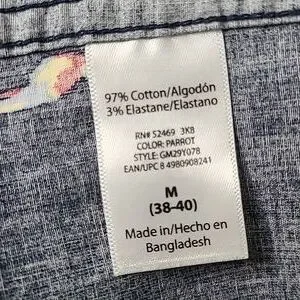 97% Cotton/Algodón
3% Elastane/Elastano
RN# 52469 3KB
COLOR: PARROT
STYLE: GM29Y078
EAN/UPC 8 4980908241
M
(38-40)
Made in/Hecho en
Bangladesh